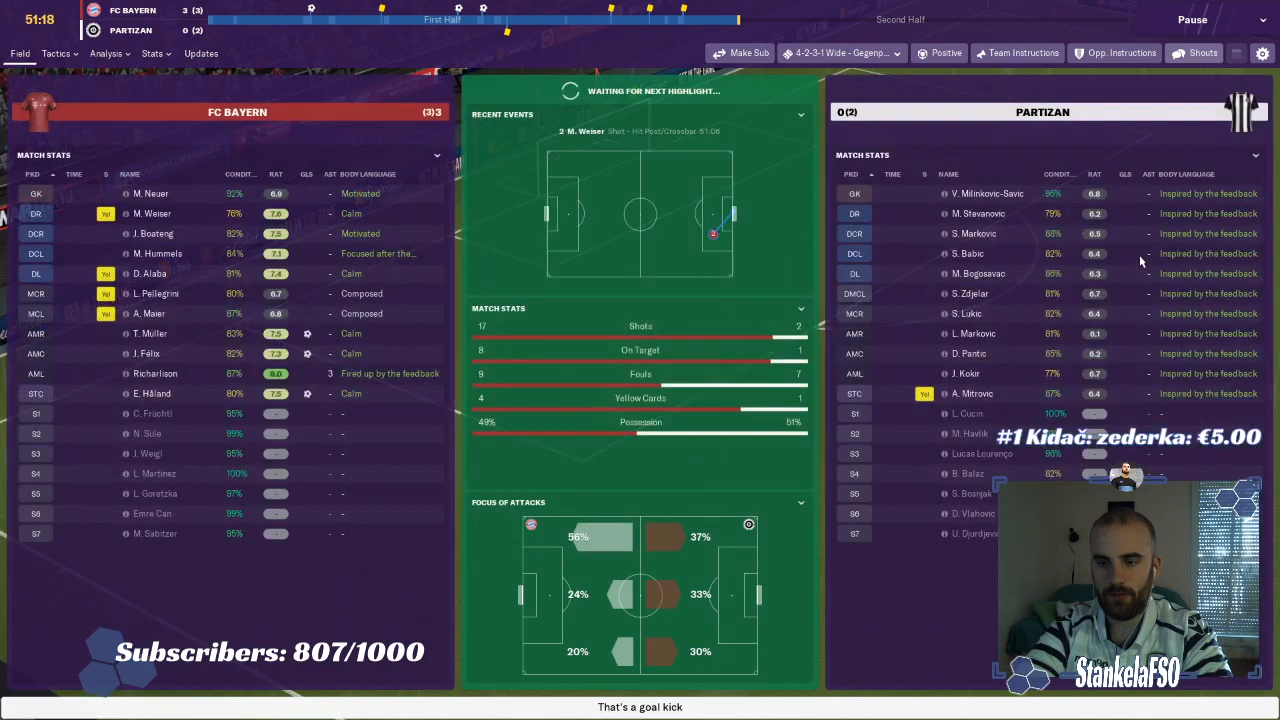 51:18
FC BAYERN 3 (3)
PARTIZAN 0 (2)
First Half
Second Half
Pause
Field Tactics Analysis Stats Updates
Make Sub 4-2-3-1 Wide - Gegenp... Positive Team Instructions Opp. Instructions Shouts
FC BAYERN (3)3
MATCH STATS
PKD TIME S NAME CONDIT... RAT GLS AST BODY LANGUAGE
GK M. Neuer 92% 6.9 - Motivated
DR Yel M. Weiser 76% 7.6 - Calm
DCR J. Boateng 82% 7.5 - Motivated
DCL M. Hummels 84% 7.1 - Focused after the...
DL Yel D. Alaba 81% 7.4 - Calm
MCR Yel L. Pellegrini 80% 6.7 - Composed
MCL Yel A. Maier 87% 6.8 - Composed
AMR T. Müller 83% 7.5 - Calm
AMC J. Félix 82% 7.3 - Calm
AML Richarlison 87% 9.0 3 Fired up by the feedback
STC E. Håland 80% 7.5 - Calm
S1 C. Früchtl 95% - - -
S2 N. Süle 99% - - -
S3 J. Weigl 95% - - -
S4 L. Martínez 100% - - -
S5 L. Goretzka 97% - - -
S6 Emre Can 99% - - -
S7 M. Sabitzer 95% - - -
WAITING FOR NEXT HIGHLIGHT...
RECENT EVENTS
2 M. Weiser Shot - Hit Post/Crossbar 51:06
2
MATCH STATS
17 Shots 2
8 On Target 1
9 Fouls 7
4 Yellow Cards 1
49% Possession 51%
FOCUS OF ATTACKS
56% 37%
24% 33%
20% 30%
0(2) PARTIZAN
MATCH STATS
PKD TIME S NAME CONDIT... RAT GLS AST BODY LANGUAGE
GK V. Milinkovic-Savic 96% 6.8 - Inspired by the feedback
DR M. Stevanovic 79% 6.2 - Inspired by the feedback
DCR S. Markovic 88% 6.5 - Inspired by the feedback
DCL S. Babic 82% 6.4 - Inspired by the feedback
DL M. Bogosavac 86% 6.3 - Inspired by the feedback
DMCL S. Zdjelar 81% 6.7 - Inspired by the feedback
MCR S. Lukic 82% 6.4 - Inspired by the feedback
AMR L. Markovic 81% 6.1 - Inspired by the feedback
AMC D. Pantic 85% 6.2 - Inspired by the feedback
AML J. Kokir 77% 6.7 - Inspired by the feedback
STC Yel A. Mitrovic 87% 6.4 - Inspired by the feedback
S1 L. Cucin 100% - - -
S2 M. Havlik
S3 Lucas Lourenço 96% - - -
S4 B. Balaz 82% -
S5 S. Bosnjak
S6 D. Vlahovic
S7 U. Djurdjev
#1 Kidac: zederka: €5.00
Subscribers: 807/1000
StankelaFSO
That's a goal kick